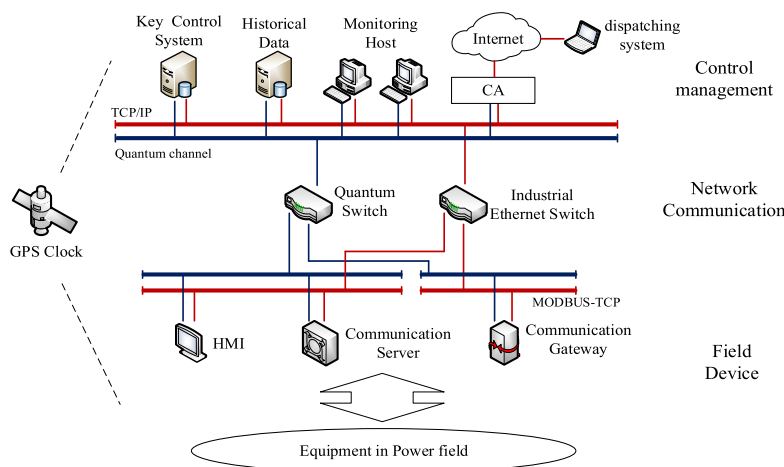 Key Control
System
Historical
Data
Monitoring
Host
Internet
dispatching
system
CA
Control
management
TCP/IP
Quantum channel
Quantum
Switch
Industrial
Ethernet Switch
Network
Communication
GPS Clock
MODBUS-TCP
HMI
Communication
Server
Communication
Gateway
Field
Device
Equipment in Power field